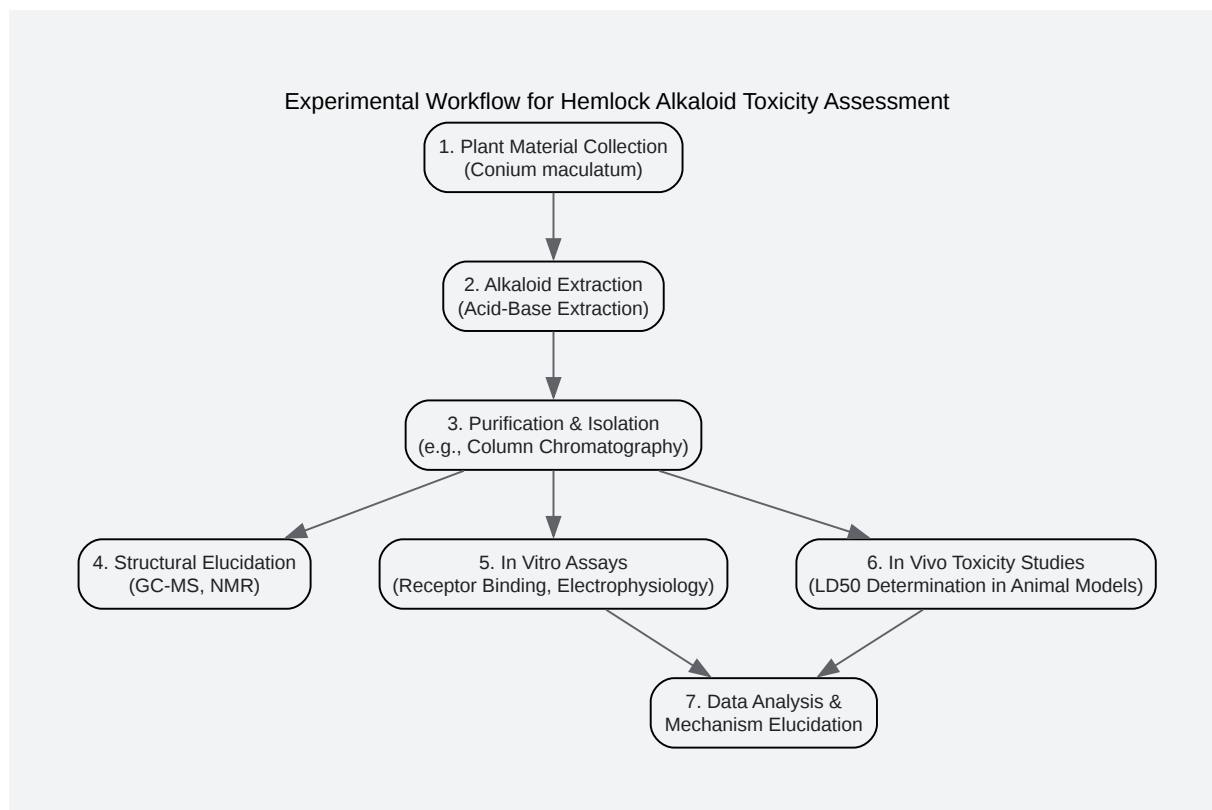 Experimental Workflow for Hemlock Alkaloid Toxicity Assessment
1. Plant Material Collection
(Conium maculatum)
2. Alkaloid Extraction
(Acid-Base Extraction)
3. Purification & Isolation
(e.g., Column Chromatography)
4. Structural Elucidation
(GC-MS, NMR)
5. In Vitro Assays
(Receptor Binding, Electrophysiology)
6. In Vivo Toxicity Studies
(LD50 Determination in Animal Models)
7. Data Analysis &
Mechanism Elucidation